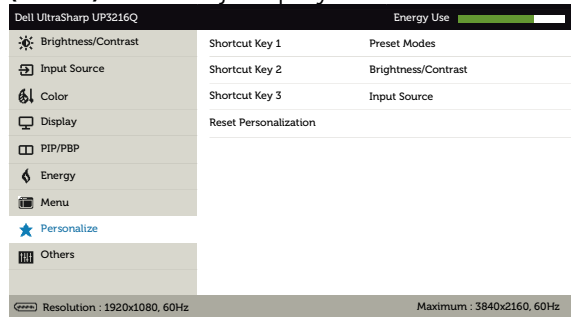 Dell UltraSharp UP3216Q Energy Use
Brightness/Contrast Shortcut Key 1 Preset Modes
Input Source Shortcut Key 2 Brightness/Contrast
Color Shortcut Key 3 Input Source
Display Reset Personalization
PIP/PBP
Energy
Menu
Personalize
Others
Resolution : 1920x1080, 60Hz Maximum : 3840x2160, 60Hz